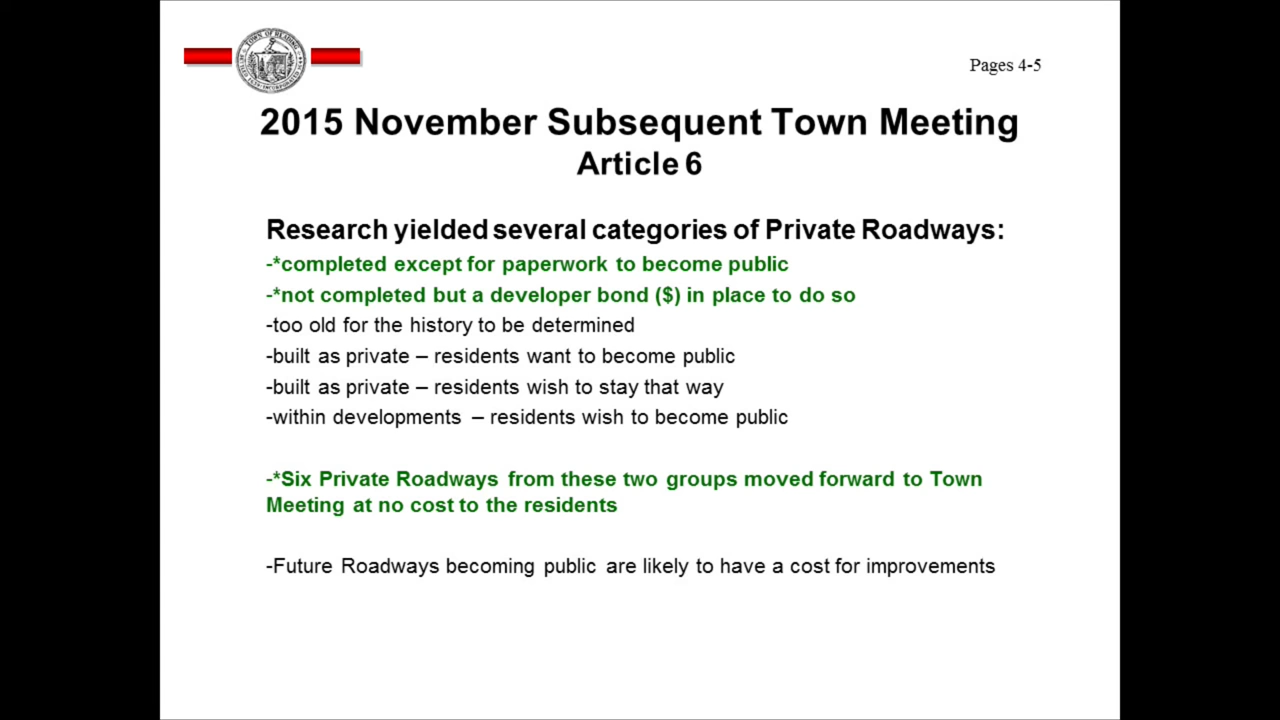 TOWN OF READING
Pages 4-5
2015 November Subsequent Town Meeting
Article 6
Research yielded several categories of Private Roadways:
-*completed except for paperwork to become public
-*not completed but a developer bond ($) in place to do so
-too old for the history to be determined
-built as private – residents want to become public
-built as private – residents wish to stay that way
-within developments – residents wish to become public
-*Six Private Roadways from these two groups moved forward to Town
Meeting at no cost to the residents
-Future Roadways becoming public are likely to have a cost for improvements